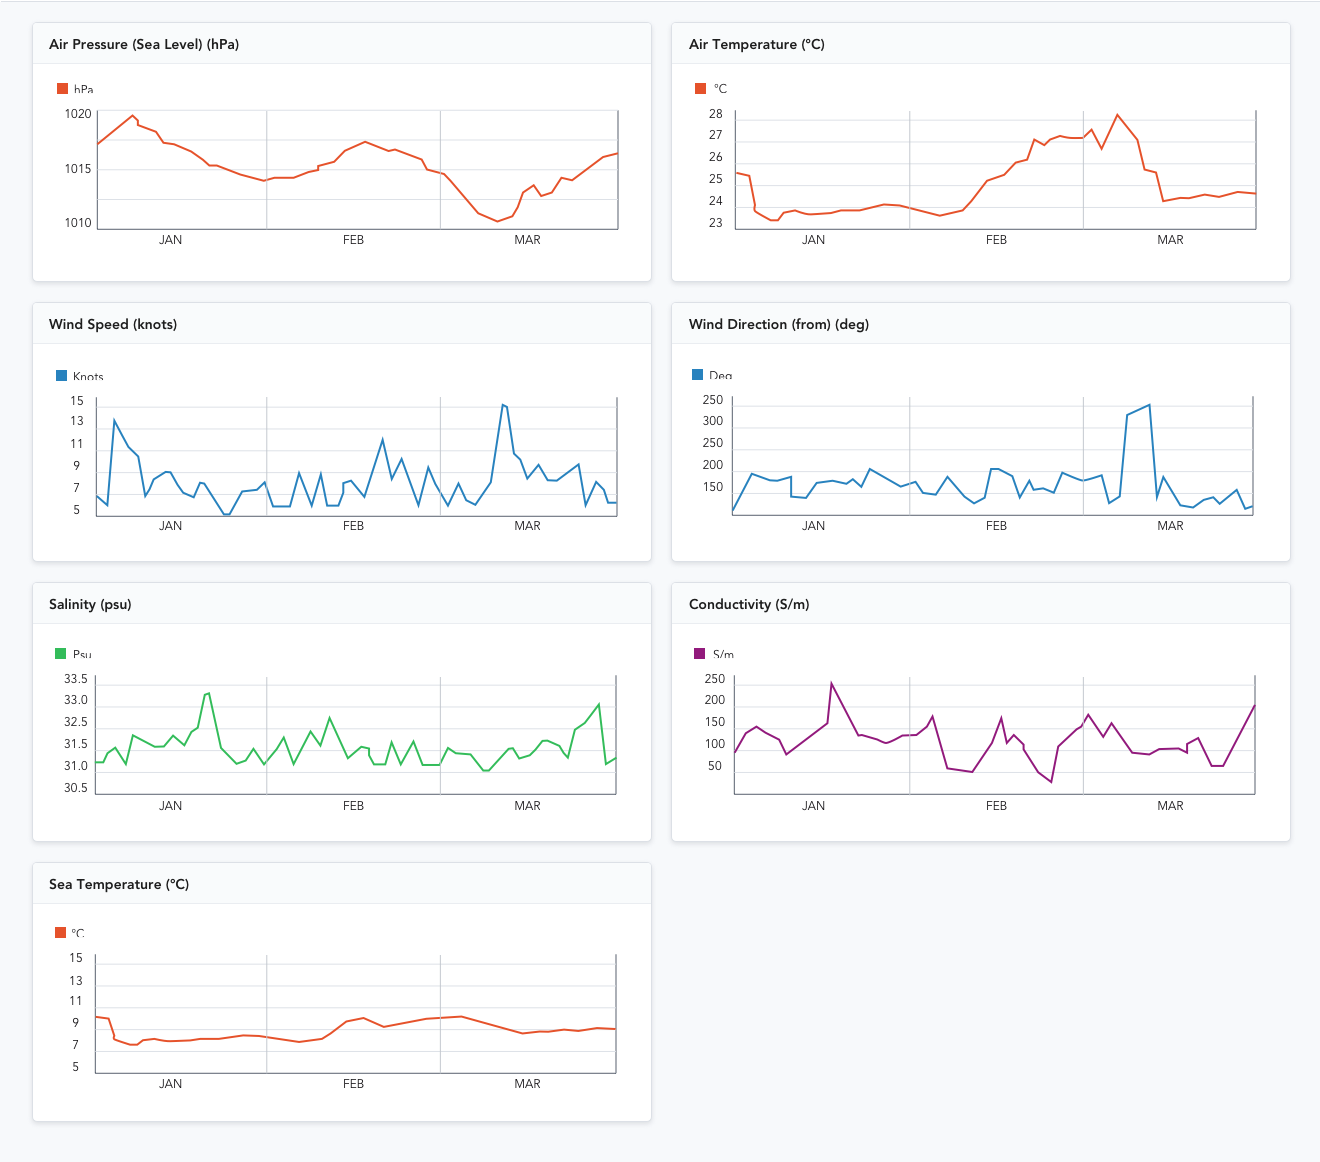 Air Pressure (Sea Level) (hPa)
hPa
1020
1015
1010
JAN FEB MAR
Air Temperature (°C)
°C
28
27
26
25
24
23
JAN FEB MAR
Wind Speed (knots)
Knots
15
13
11
9
7
5
JAN FEB MAR
Wind Direction (from) (deg)
Deg
250
300
250
200
150
JAN FEB MAR
Salinity (psu)
Psu
33.5
33.0
32.5
31.5
31.0
30.5
JAN FEB MAR
Conductivity (S/m)
S/m
250
200
150
100
50
JAN FEB MAR
Sea Temperature (°C)
°C
15
13
11
9
7
5
JAN FEB MAR